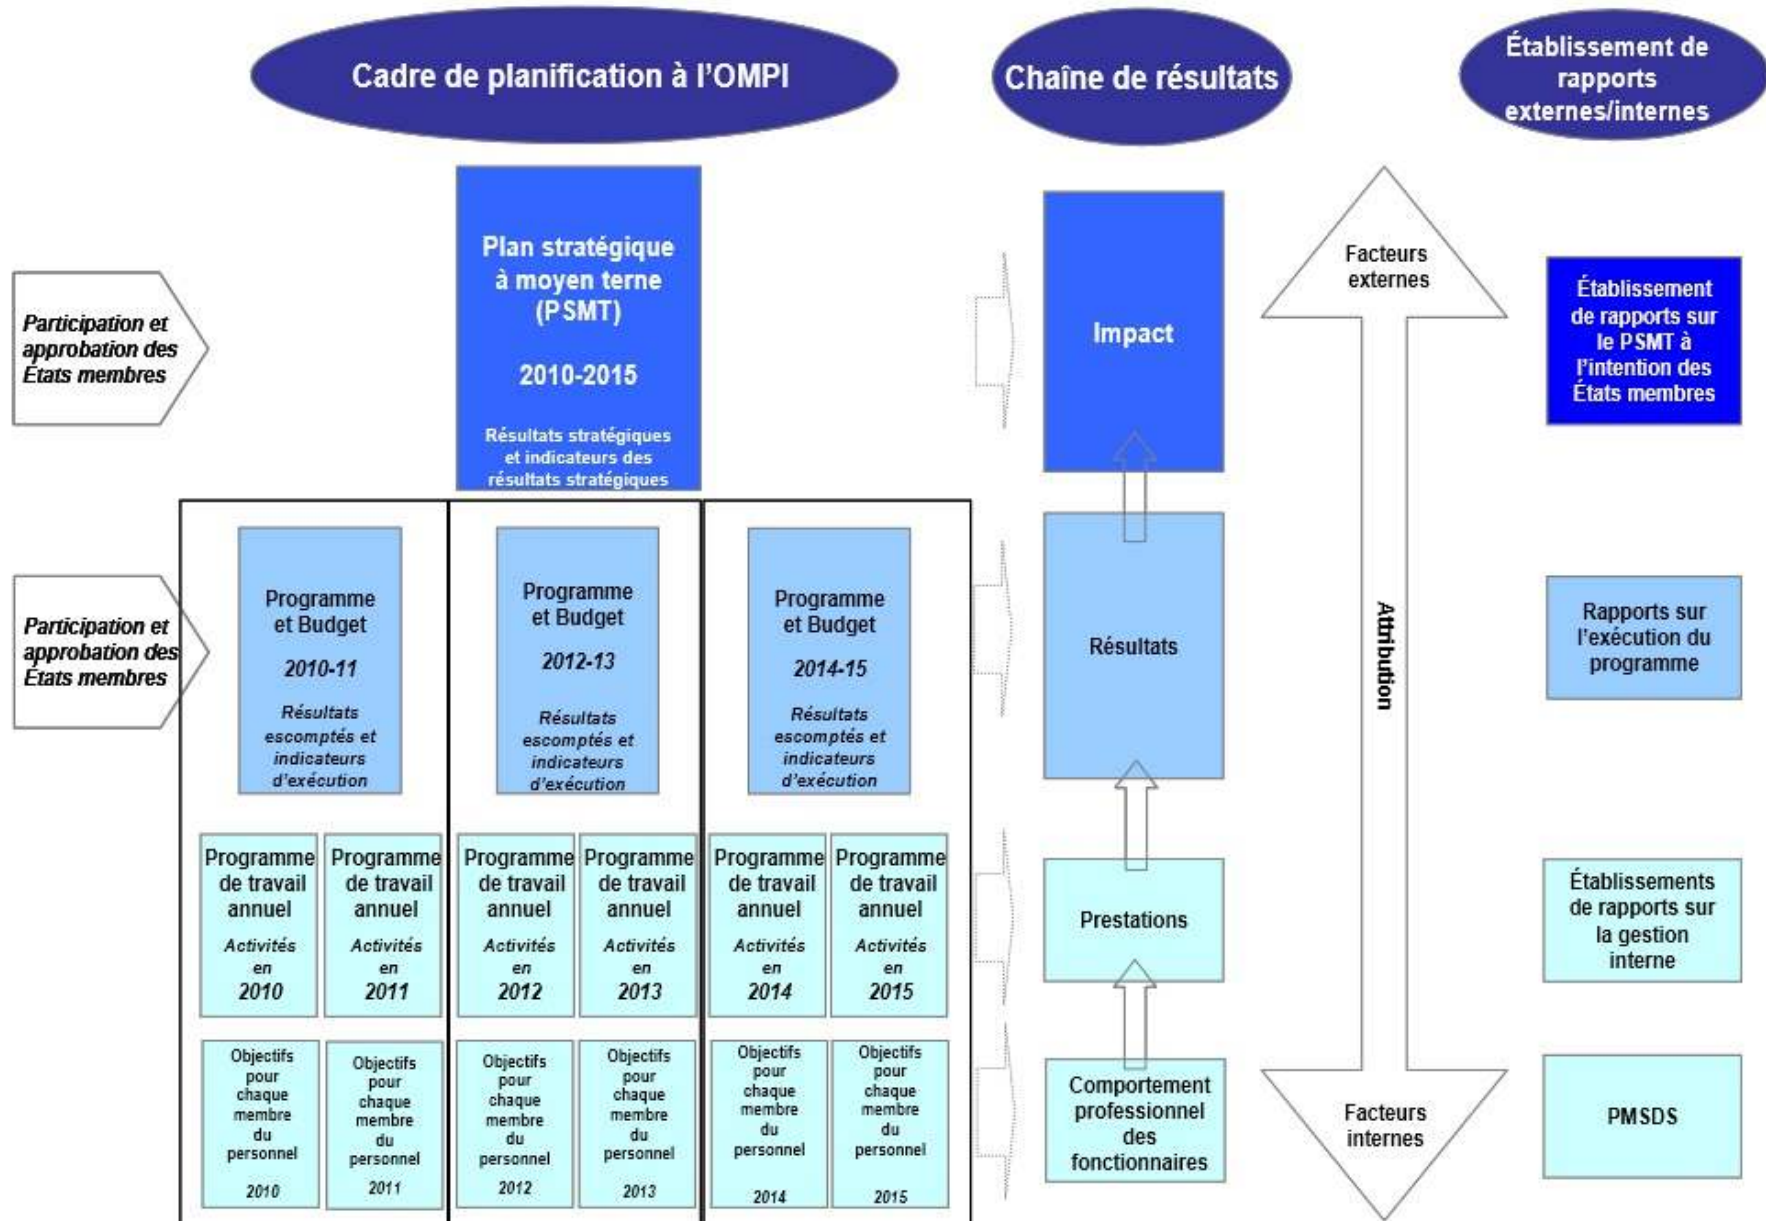 Cadre de planification à l'OMPI
Chaîne de résultats
Établissement de
rapports
externes/internes
Participation et
approbation des
États membres
Plan stratégique
à moyen terne
(PSMT)
2010-2015
Résultats stratégiques
et indicateurs des
résultats stratégiques
Impact
Facteurs
externes
Établissement
de rapports sur
le PSMT à
l'intention des
États membres
Participation et
approbation des
États membres
Programme
et Budget
2010-11
Résultats
escomptés et
indicateurs
d'exécution
Programme
et Budget
2012-13
Résultats
escomptés et
indicateurs
d'exécution
Programme
et Budget
2014-15
Résultats
escomptés et
indicateurs
d'exécution
Résultats
Attribution
Rapports sur
l'exécution du
programme
Programme
de travail
annuel
Activités
en
2010
Programme
de travail
annuel
Activités
en
2011
Programme
de travail
annuel
Activités
en
2012
Programme
de travail
annuel
Activités
en
2013
Programme
de travail
annuel
Activités
en
2014
Programme
de travail
annuel
Activités
en
2015
Prestations
Établissements
de rapports sur
la gestion
interne
Objectifs
pour
chaque
membre
du
personnel
2010
Objectifs
pour
chaque
membre
du
personnel
2011
Objectifs
pour
chaque
membre
du
personnel
2012
Objectifs
pour
chaque
membre
du
personnel
2013
Objectifs
pour
chaque
membre
du
personnel
2014
Objectifs
pour
chaque
membre
du
personnel
2015
Comportement
professionnel
des
fonctionnaires
Facteurs
internes
PMSDS